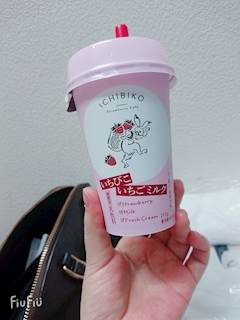 ICHIBIKO
Strawberry Cafe
いちびこ
いちごミルク
#Strawberry
#Milk
#Fresh Cream
FiuFiu